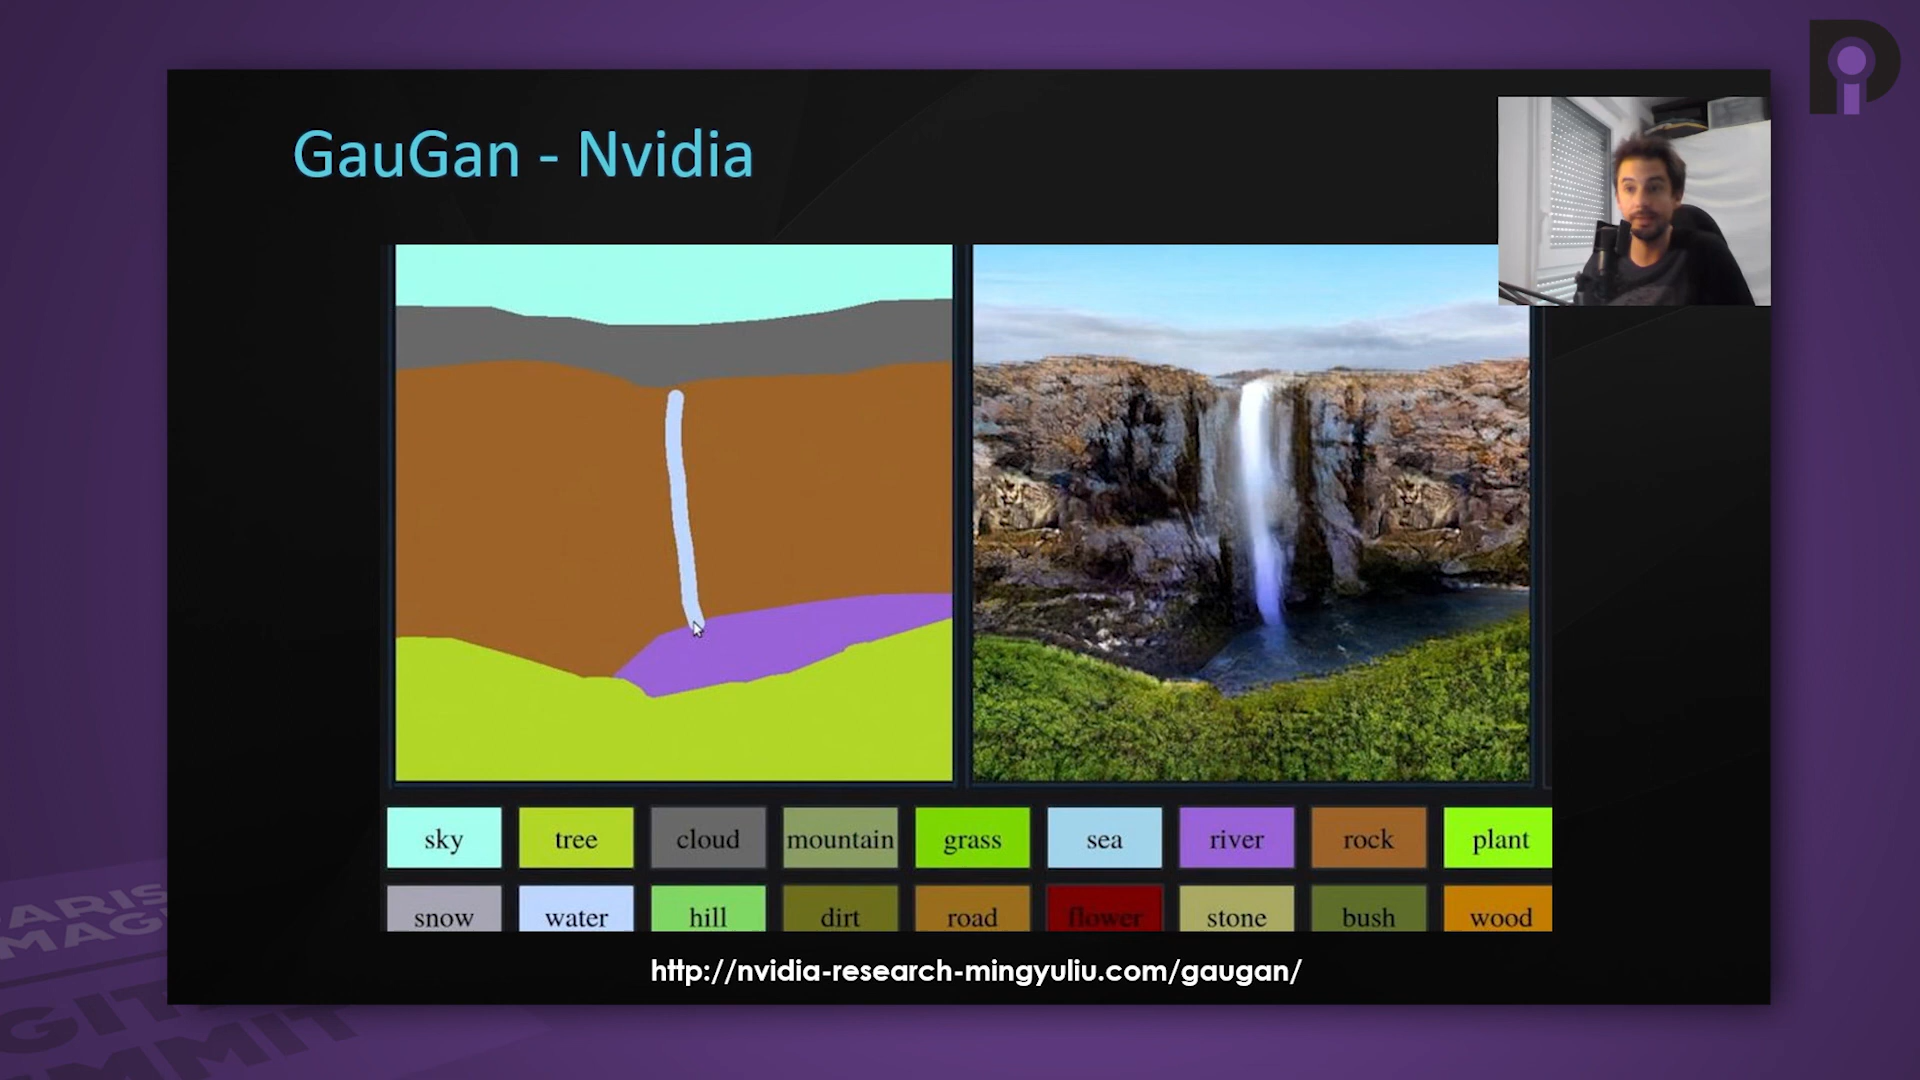 GauGan - Nvidia
sky tree cloud mountain grass sea river rock plant
snow water hill dirt road flower stone bush wood
http://nvidia-research-mingyuliu.com/gaugan/